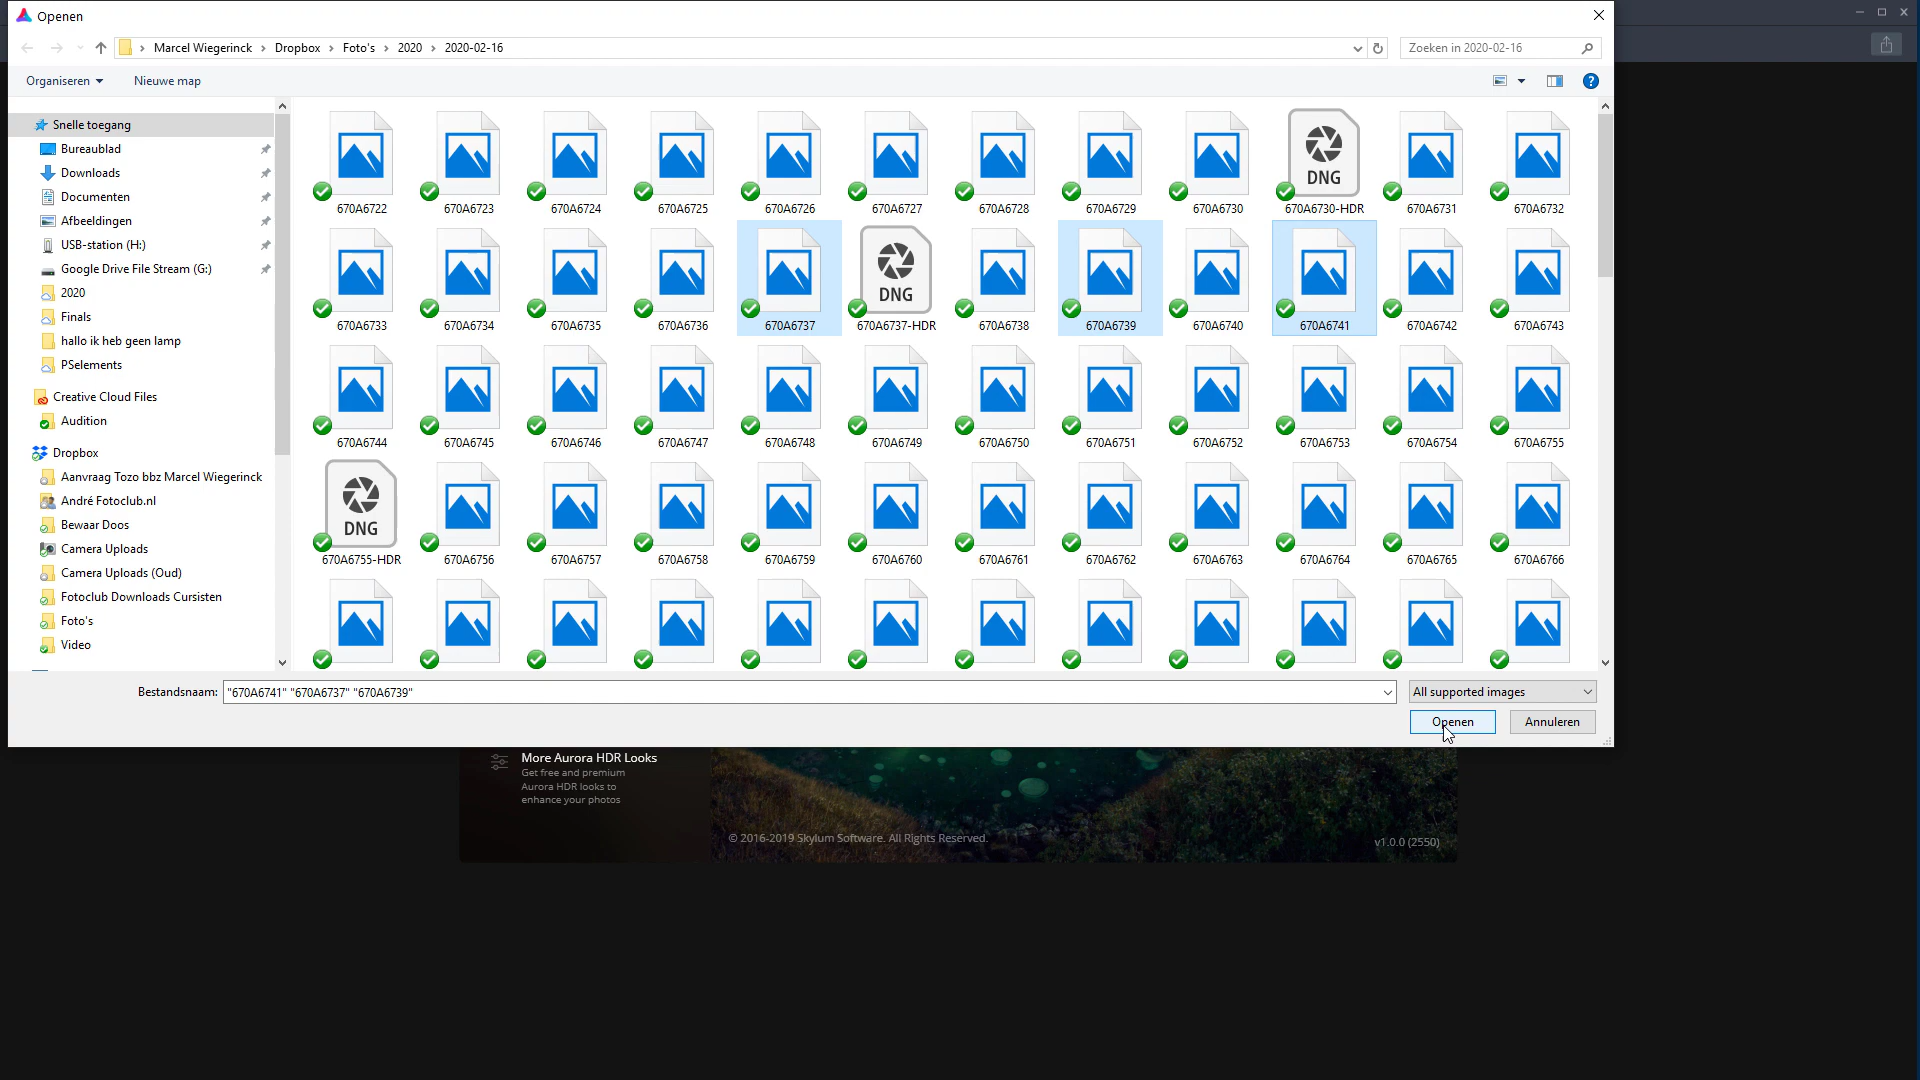 Openen
Marcel Wiegerinck > Dropbox > Foto's > 2020 > 2020-02-16
Zoeken in 2020-02-16
Organiseren
Nieuwe map
Snelle toegang
Bureaublad
Downloads
Documenten
Afbeeldingen
USB-station (H:)
Google Drive File Stream (G:)
2020
Finals
hallo ik heb geen lamp
PSelements
Creative Cloud Files
Audition
Dropbox
Aanvraag Tozo bbz Marcel Wiegerinck
André Fotoclub.nl
Bewaar Doos
Camera Uploads
Camera Uploads (Oud)
Fotoclub Downloads Cursisten
Foto's
Video
DNG
670A6722 670A6723 670A6724 670A6725 670A6726 670A6727 670A6728 670A6729 670A6730 670A6730-HDR 670A6731 670A6732
DNG
670A6733 670A6734 670A6735 670A6736 670A6737 670A6737-HDR 670A6738 670A6739 670A6740 670A6741 670A6742 670A6743
670A6744 670A6745 670A6746 670A6747 670A6748 670A6749 670A6750 670A6751 670A6752 670A6753 670A6754 670A6755
DNG
670A6755-HDR 670A6756 670A6757 670A6758 670A6759 670A6760 670A6761 670A6762 670A6763 670A6764 670A6765 670A6766
Bestandsnaam: "670A6741" "670A6737" "670A6739"
All supported images
Openen
Annuleren
More Aurora HDR Looks
Get free and premium
Aurora HDR looks to
enhance your photos
© 2016-2019 Skylum Software. All Rights Reserved.
v1.0.0 (2550)